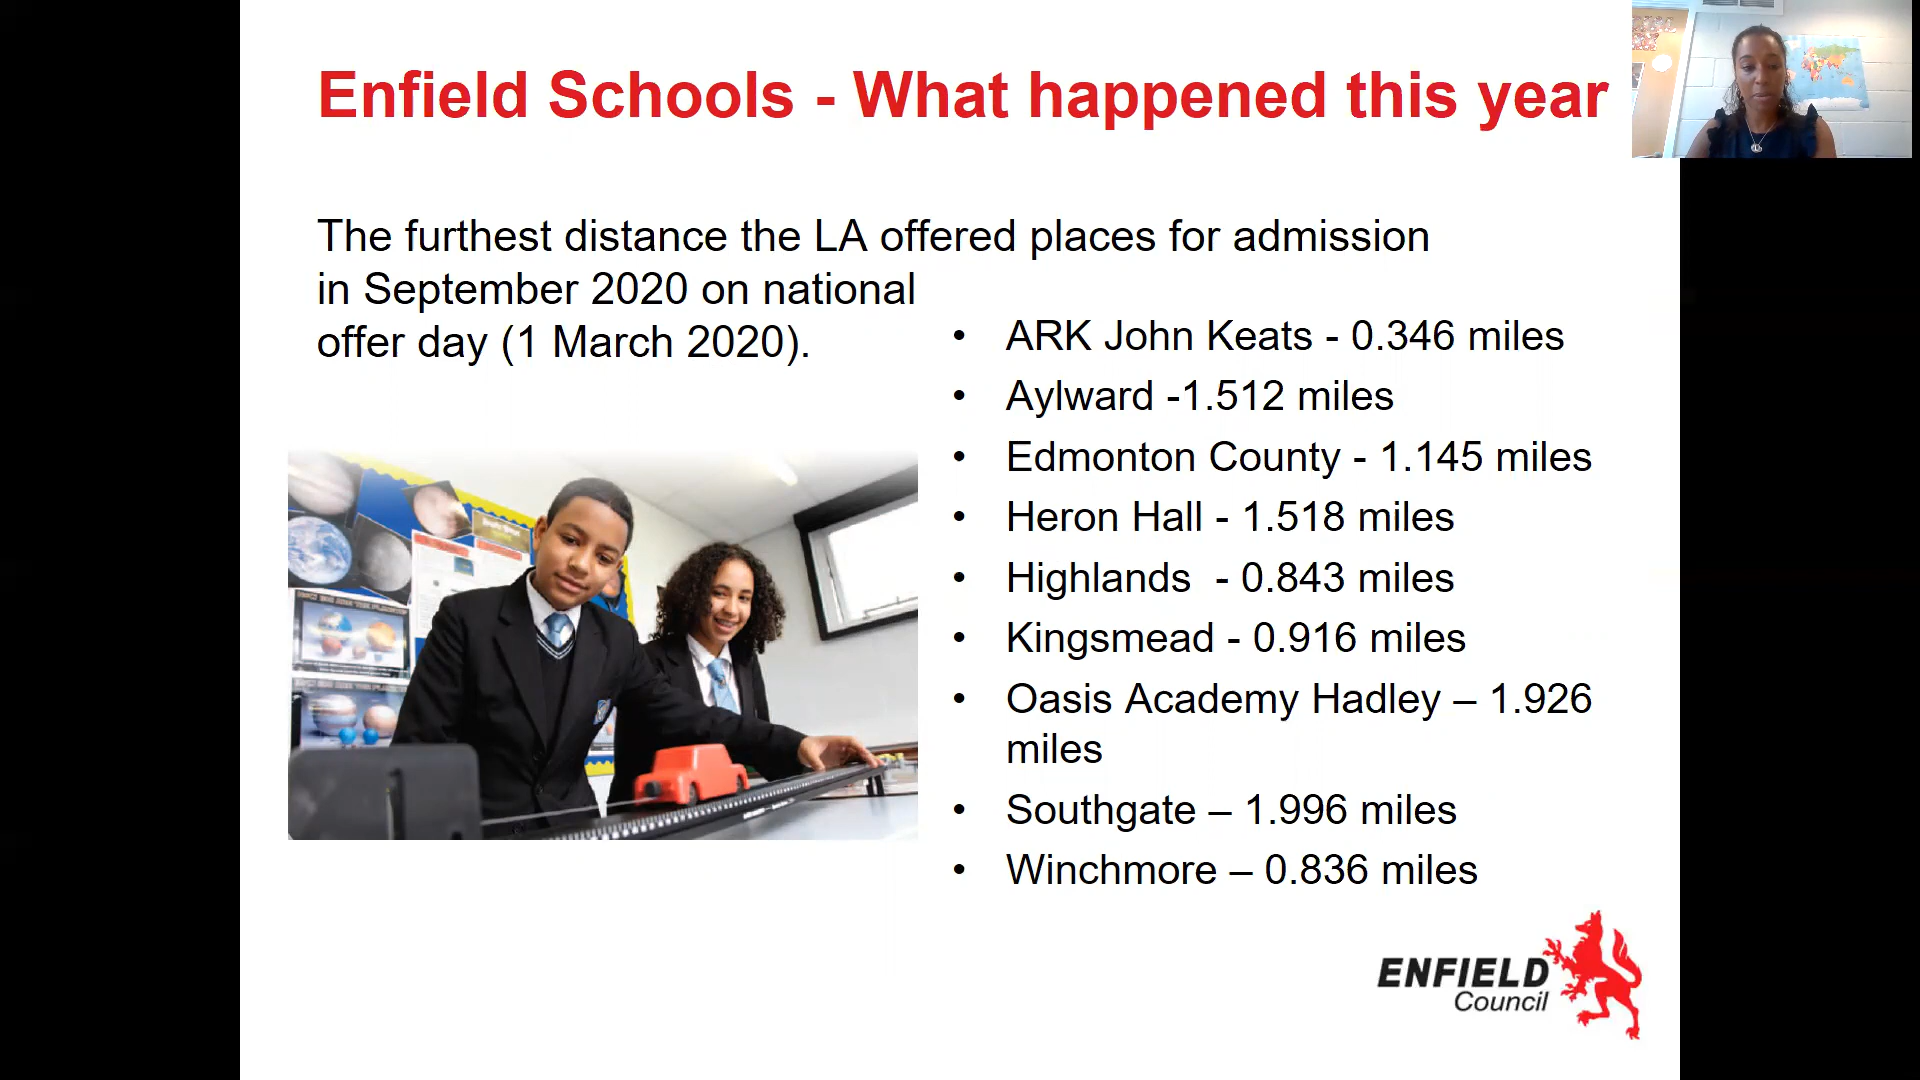 Enfield Schools - What happened this year
The furthest distance the LA offered places for admission
in September 2020 on national
offer day (1 March 2020).
• ARK John Keats - 0.346 miles
• Aylward -1.512 miles
• Edmonton County - 1.145 miles
• Heron Hall - 1.518 miles
• Highlands  - 0.843 miles
• Kingsmead - 0.916 miles
• Oasis Academy Hadley – 1.926
miles
• Southgate – 1.996 miles
• Winchmore – 0.836 miles
ENFIELD
Council